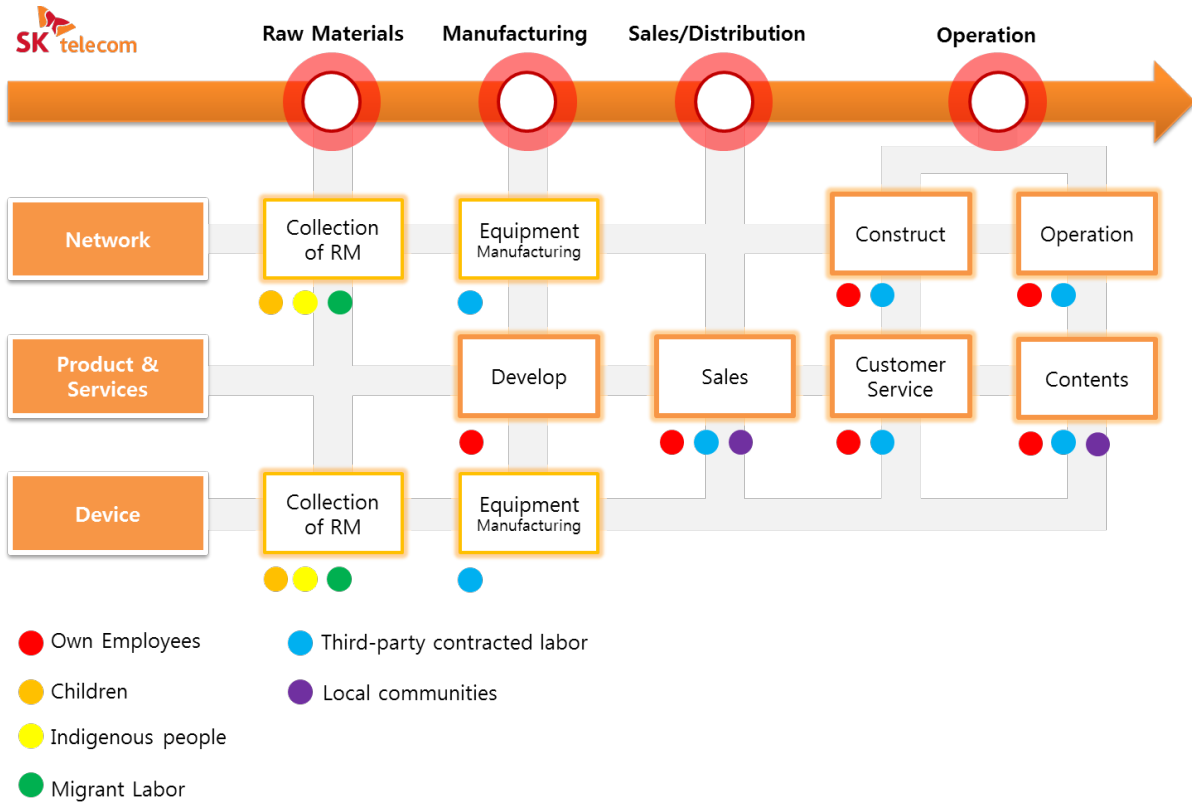 SK telecom
Raw Materials
Manufacturing
Sales/Distribution
Operation
Network
Collection
of RM
Equipment
Manufacturing
Construct
Operation
Product &
Services
Develop
Sales
Customer
Service
Contents
Device
Collection
of RM
Equipment
Manufacturing
Own Employees
Third-party contracted labor
Children
Local communities
Indigenous people
Migrant Labor